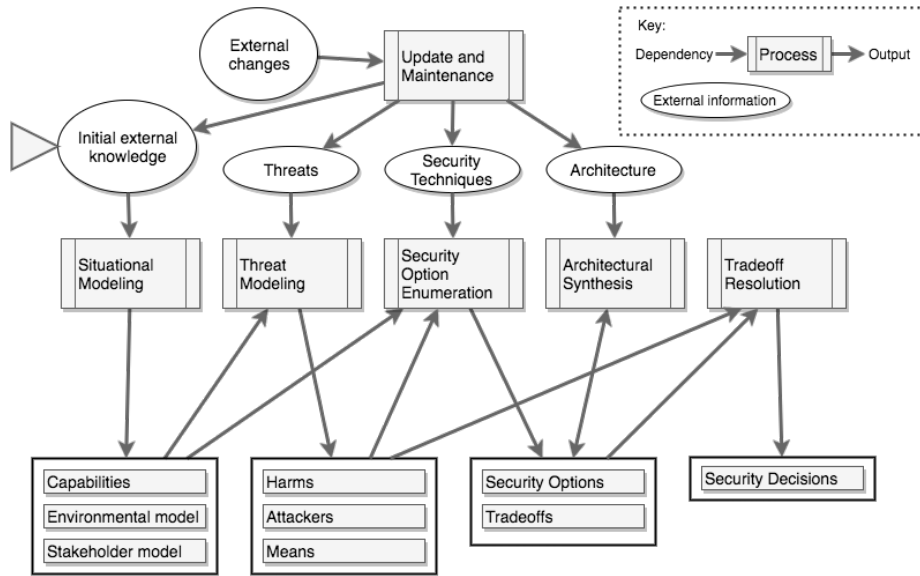 External
changes
Update and
Maintenance
Key:
Dependency
Process
Output
External information
Initial external
knowledge
Threats
Security
Techniques
Architecture
Situational
Modeling
Threat
Modeling
Security
Option
Enumeration
Architectural
Synthesis
Tradeoff
Resolution
Capabilities
Environmental model
Stakeholder model
Harms
Attackers
Means
Security Options
Tradeoffs
Security Decisions